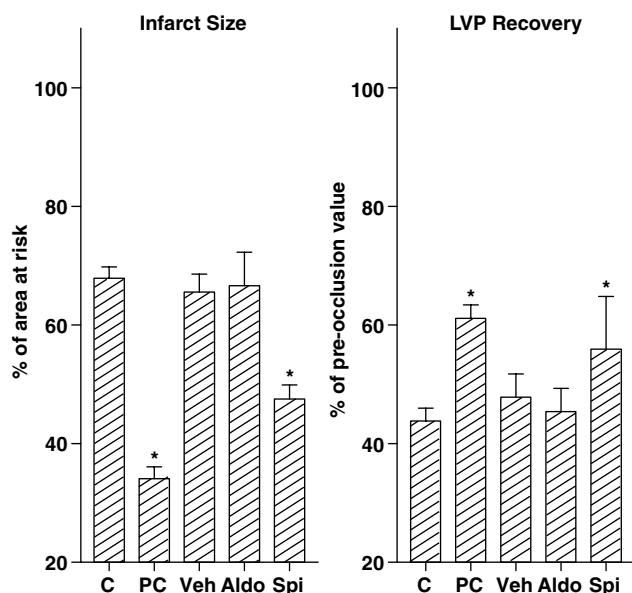 Infarct Size
% of area at risk
100
80
60
40
20
*
*
C PC Veh Aldo Spi
LVP Recovery
% of pre-occlusion value
100
80
60
40
20
*
*
C PC Veh Aldo Spi